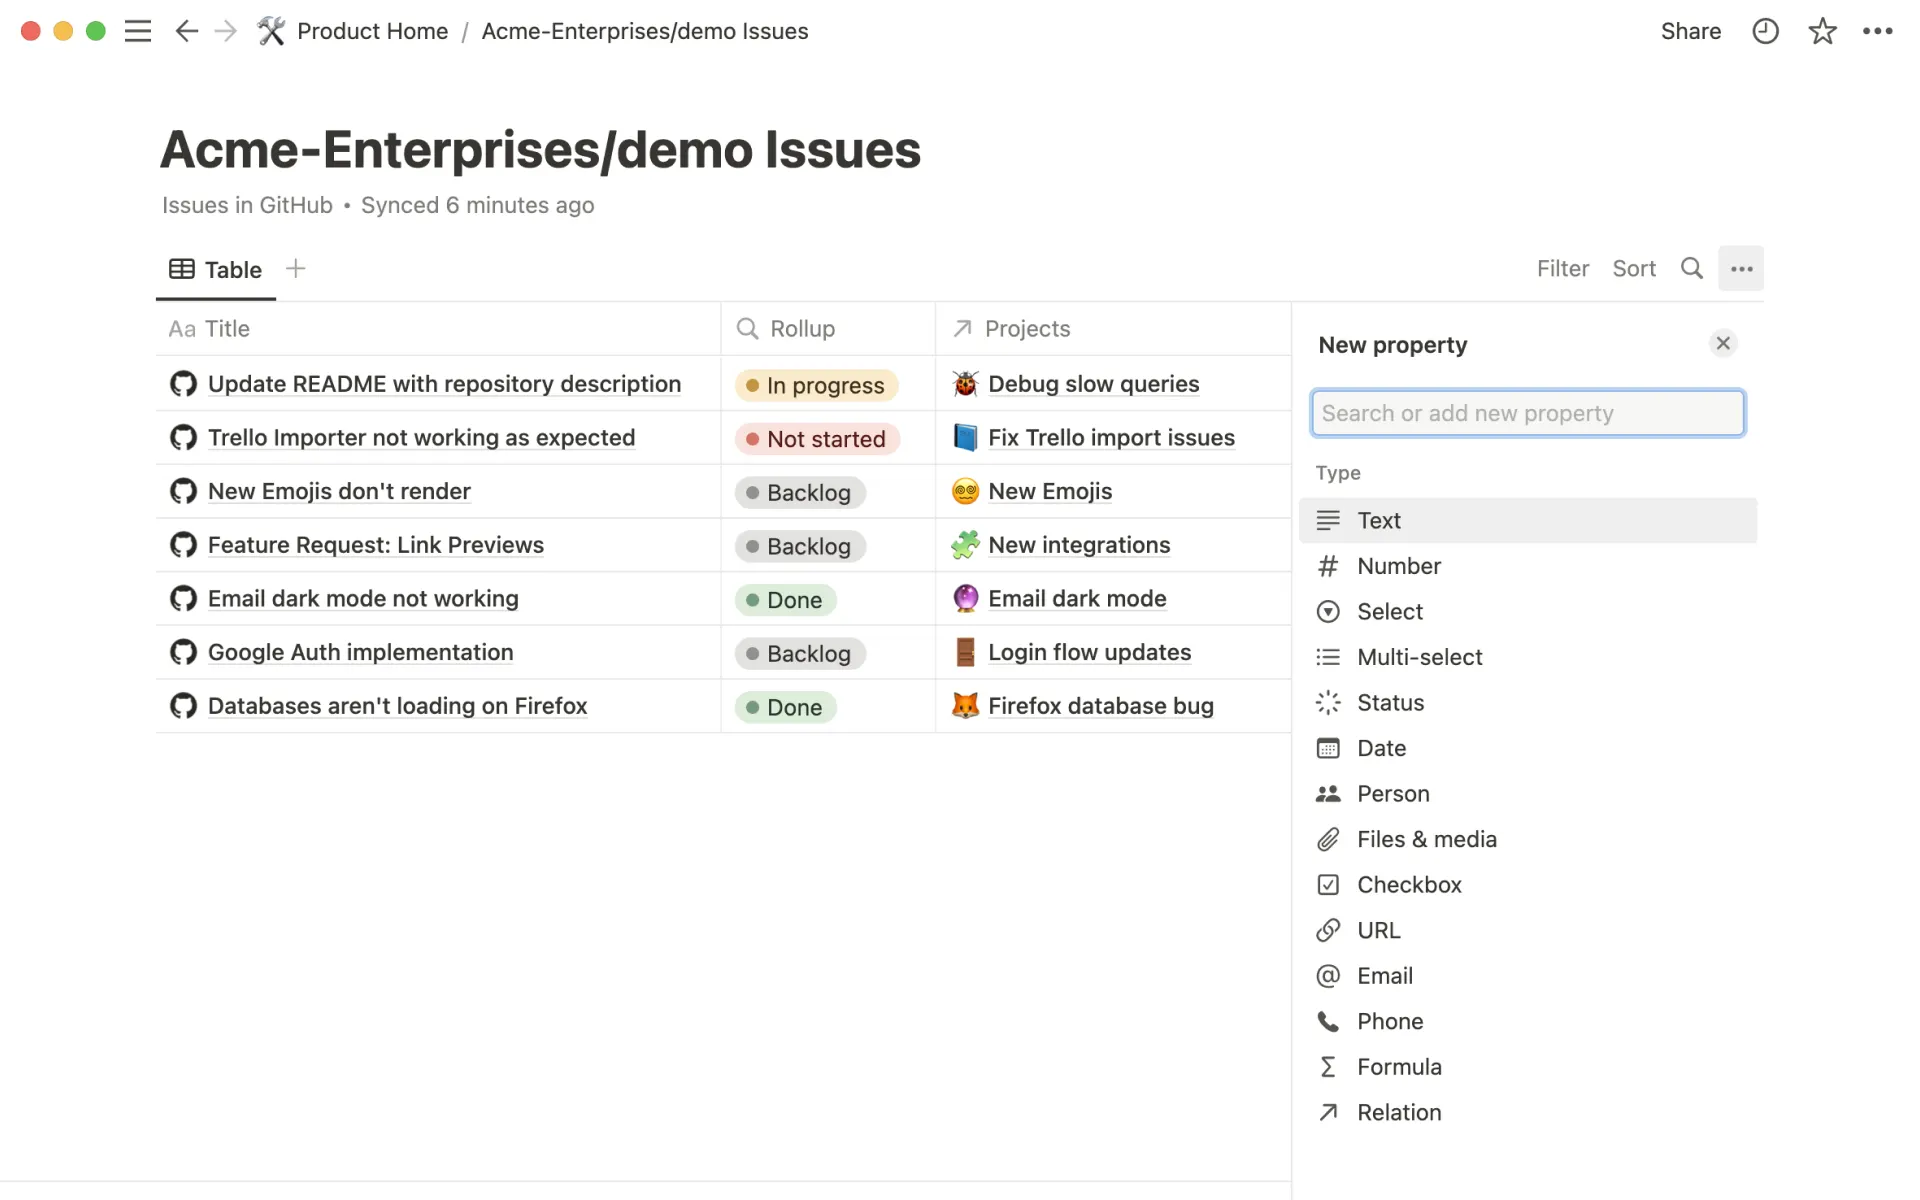 Product Home / Acme-Enterprises/demo Issues
Share
Acme-Enterprises/demo Issues
Issues in GitHub • Synced 6 minutes ago
Table
Filter Sort
Aa Title Rollup Projects
Update README with repository description In progress Debug slow queries
Trello Importer not working as expected Not started Fix Trello import issues
New Emojis don't render Backlog New Emojis
Feature Request: Link Previews Backlog New integrations
Email dark mode not working Done Email dark mode
Google Auth implementation Backlog Login flow updates
Databases aren't loading on Firefox Done Firefox database bug
New property
Search or add new property
Type
Text
Number
Select
Multi-select
Status
Date
Person
Files & media
Checkbox
URL
Email
Phone
Formula
Relation